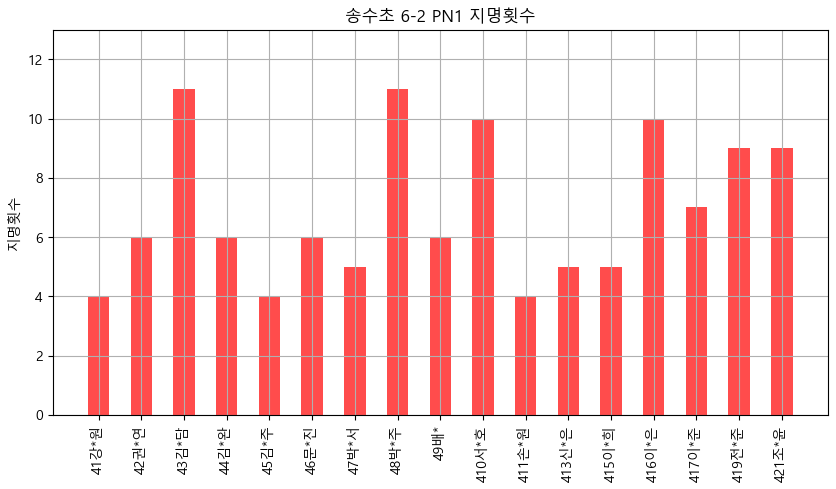 송수초 6-2 PN1 지명횟수
지명횟수
12
10
8
6
4
2
0
41강*원
42권*연
43김*담
44김*완
45김*주
46문*진
47박*서
48박*주
49배*
410서*호
411손*원
413신*은
415이*희
416이*은
417이*준
419전*준
421조*윤